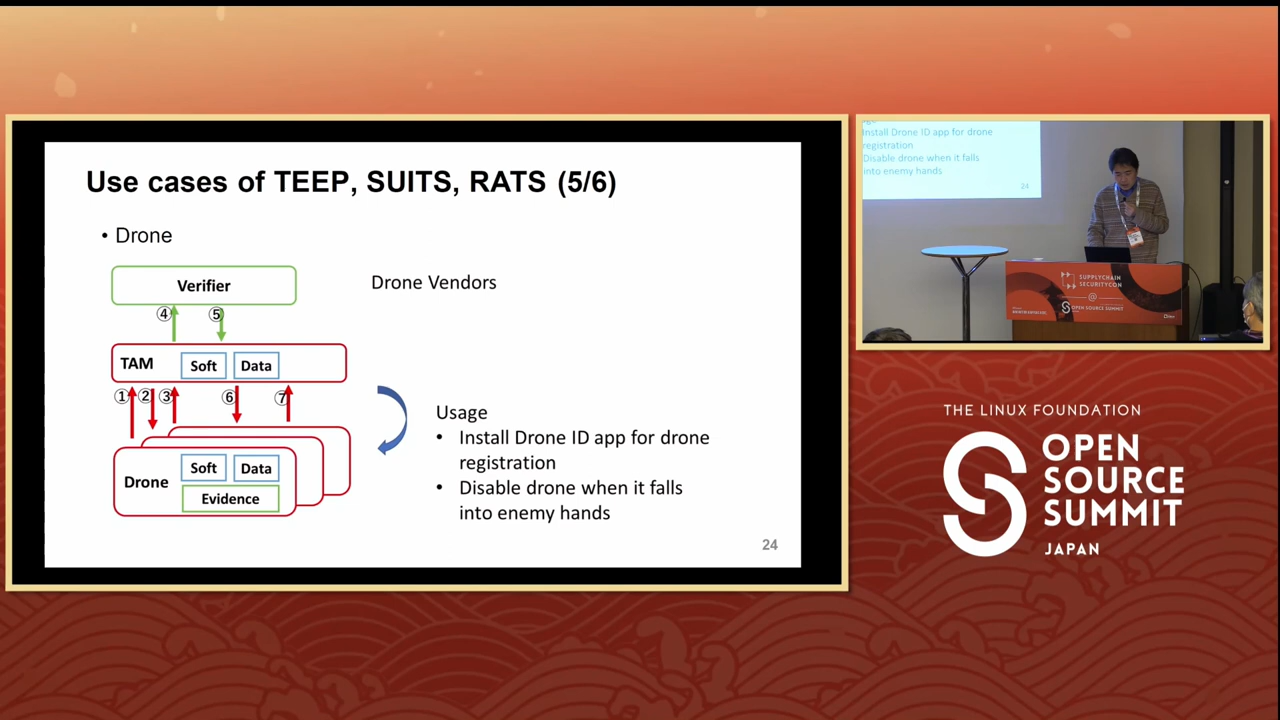 Use cases of TEEP, SUITS, RATS (5/6)
• Drone
Verifier
Drone Vendors
④ ⑤
TAM Soft Data
① ② ③ ⑥ ⑦
Usage
• Install Drone ID app for drone
registration
• Disable drone when it falls
into enemy hands
Soft Data
Drone
Evidence
24
Install Drone ID app for drone
registration
Disable drone when it falls
into enemy hands
24
SUPPLYCHAIN
SECURITYCON
@
OPEN SOURCE SUMMIT
THE LINUX FOUNDATION
OPEN
SOURCE
SUMMIT
JAPAN